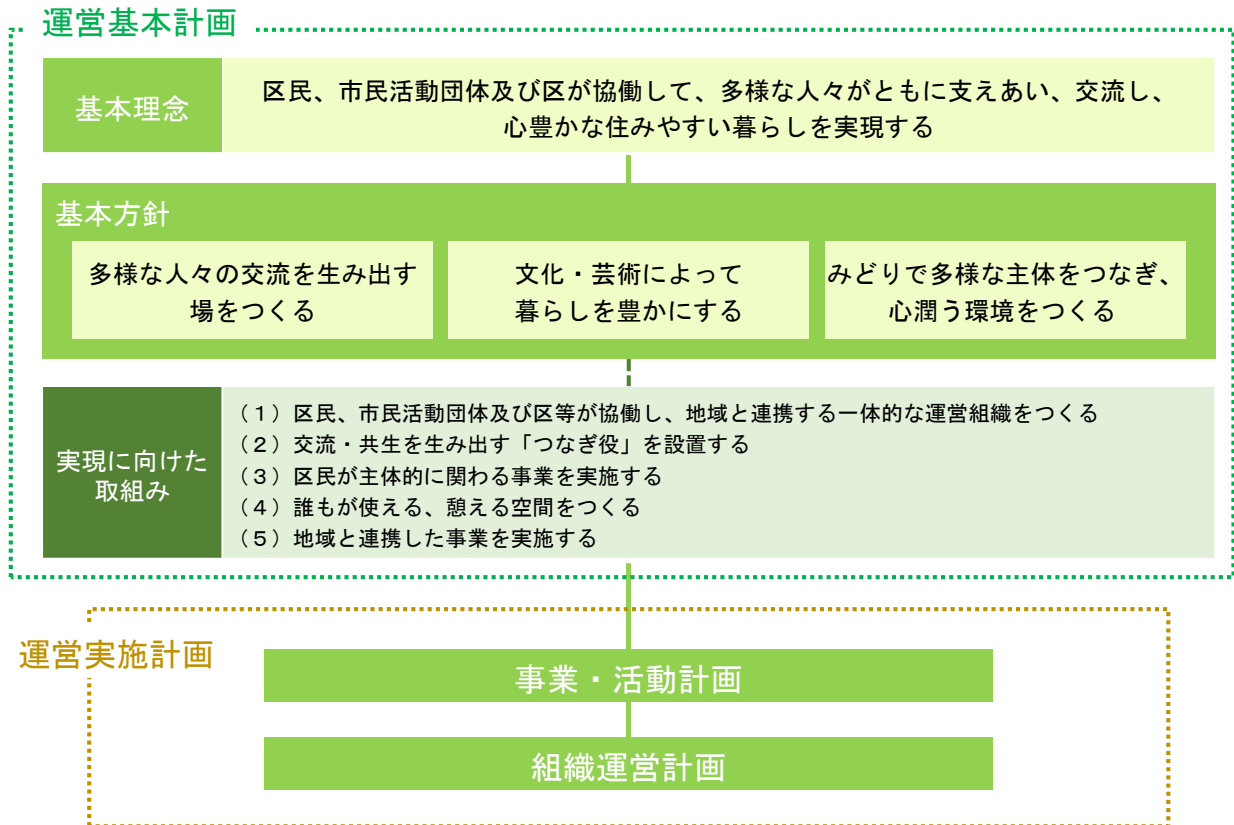 運営基本計画
基本理念
区民、市民活動団体及び区が協働して、多様な人々がともに支えあい、交流し、
心豊かな住みやすい暮らしを実現する
基本方針
多様な人々の交流を生み出す
場をつくる
文化・芸術によって
暮らしを豊かにする
みどりで多様な主体をつなぎ、
心潤う環境をつくる
実現に向けた
取組み
（１）区民、市民活動団体及び区等が協働し、地域と連携する一体的な運営組織をつくる
（２）交流・共生を生み出す「つなぎ役」を設置する
（３）区民が主体的に関わる事業を実施する
（４）誰もが使える、憩える空間をつくる
（５）地域と連携した事業を実施する
運営実施計画
事業・活動計画
組織運営計画